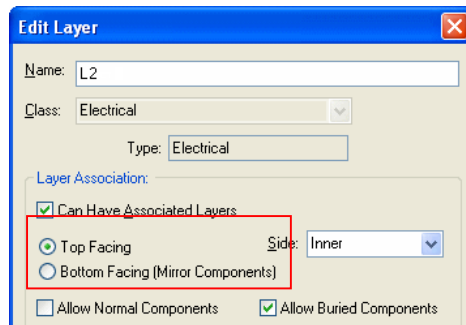 Edit Layer
Name: L2
Class: Electrical
Type: Electrical
Layer Association:
Can Have Associated Layers
Top Facing Side: Inner
Bottom Facing (Mirror Components)
Allow Normal Components Allow Buried Components